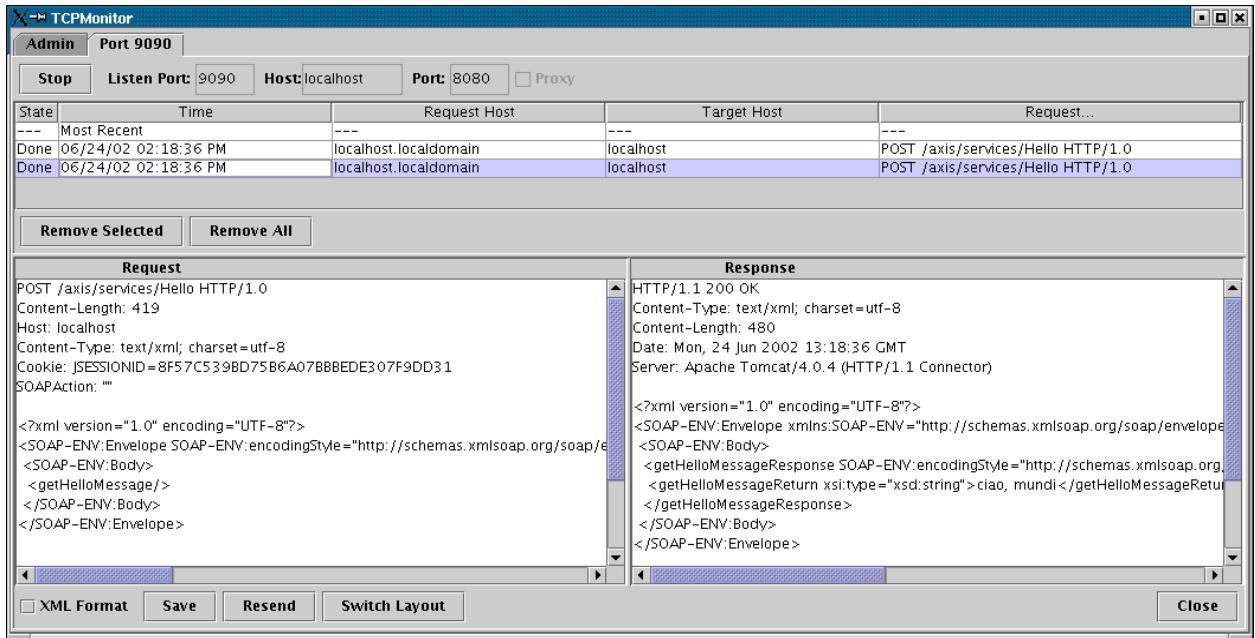 TCPMonitor
Admin Port 9090
Stop Listen Port: 9090 Host: localhost Port: 8080 Proxy
State Time Request Host Target Host Request...
--- Most Recent --- --- ---
Done 06/24/02 02:18:36 PM localhost.localdomain localhost POST /axis/services/Hello HTTP/1.0
Done 06/24/02 02:18:36 PM localhost.localdomain localhost POST /axis/services/Hello HTTP/1.0
Remove Selected Remove All
Request
POST /axis/services/Hello HTTP/1.0
Content-Length: 419
Host: localhost
Content-Type: text/xml; charset=utf-8
Cookie: JSESSIONID=8F57C539BD75B6A07BBBEDE307F9DD31
SOAPAction: ""
<?xml version="1.0" encoding="UTF-8"?>
<SOAP-ENV:Envelope SOAP-ENV:encodingStyle="http://schemas.xmlsoap.org/soap/e
<SOAP-ENV:Body>
<getHelloMessage/>
</SOAP-ENV:Body>
</SOAP-ENV:Envelope>
Response
HTTP/1.1 200 OK
Content-Type: text/xml; charset=utf-8
Content-Length: 480
Date: Mon, 24 Jun 2002 13:18:36 GMT
Server: Apache Tomcat/4.0.4 (HTTP/1.1 Connector)
<?xml version="1.0" encoding="UTF-8"?>
<SOAP-ENV:Envelope xmlns:SOAP-ENV="http://schemas.xmlsoap.org/soap/envelope
<SOAP-ENV:Body>
<getHelloMessageResponse SOAP-ENV:encodingStyle="http://schemas.xmlsoap.org,
<getHelloMessageReturn xsi:type="xsd:string">ciao, mundi</getHelloMessageRetu
</getHelloMessageResponse>
</SOAP-ENV:Body>
</SOAP-ENV:Envelope>
XML Format Save Resend Switch Layout Close